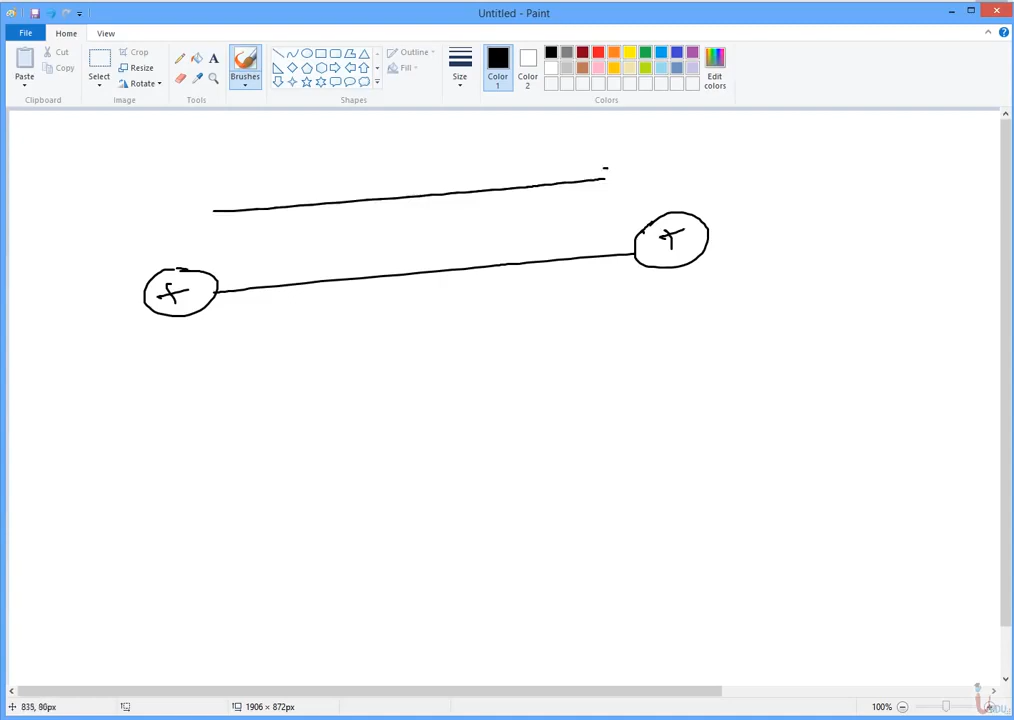 Untitled - Paint
File
Home
View
Paste
Cut
Copy
Clipboard
Select
Crop
Resize
Rotate
Image
Tools
Brushes
Shapes
Outline
Fill
Size
Color 1
Color 2
Edit colors
Colors
835, 80px
1906 × 872px
100%